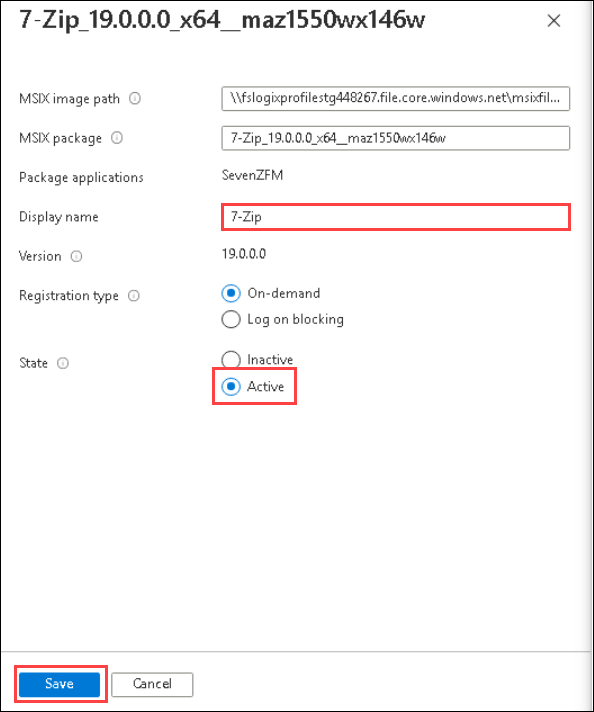 7-Zip_19.0.0.0_x64__maz1550wx146w
MSIX image path
\\fslogixprofilestg448267.file.core.windows.net\msixfil...
MSIX package
7-Zip_19.0.0.0_x64__maz1550wx146w
Package applications
SevenZFM
Display name
7-Zip
Version
19.0.0.0
Registration type
On-demand
Log on blocking
State
Inactive
Active
Save
Cancel